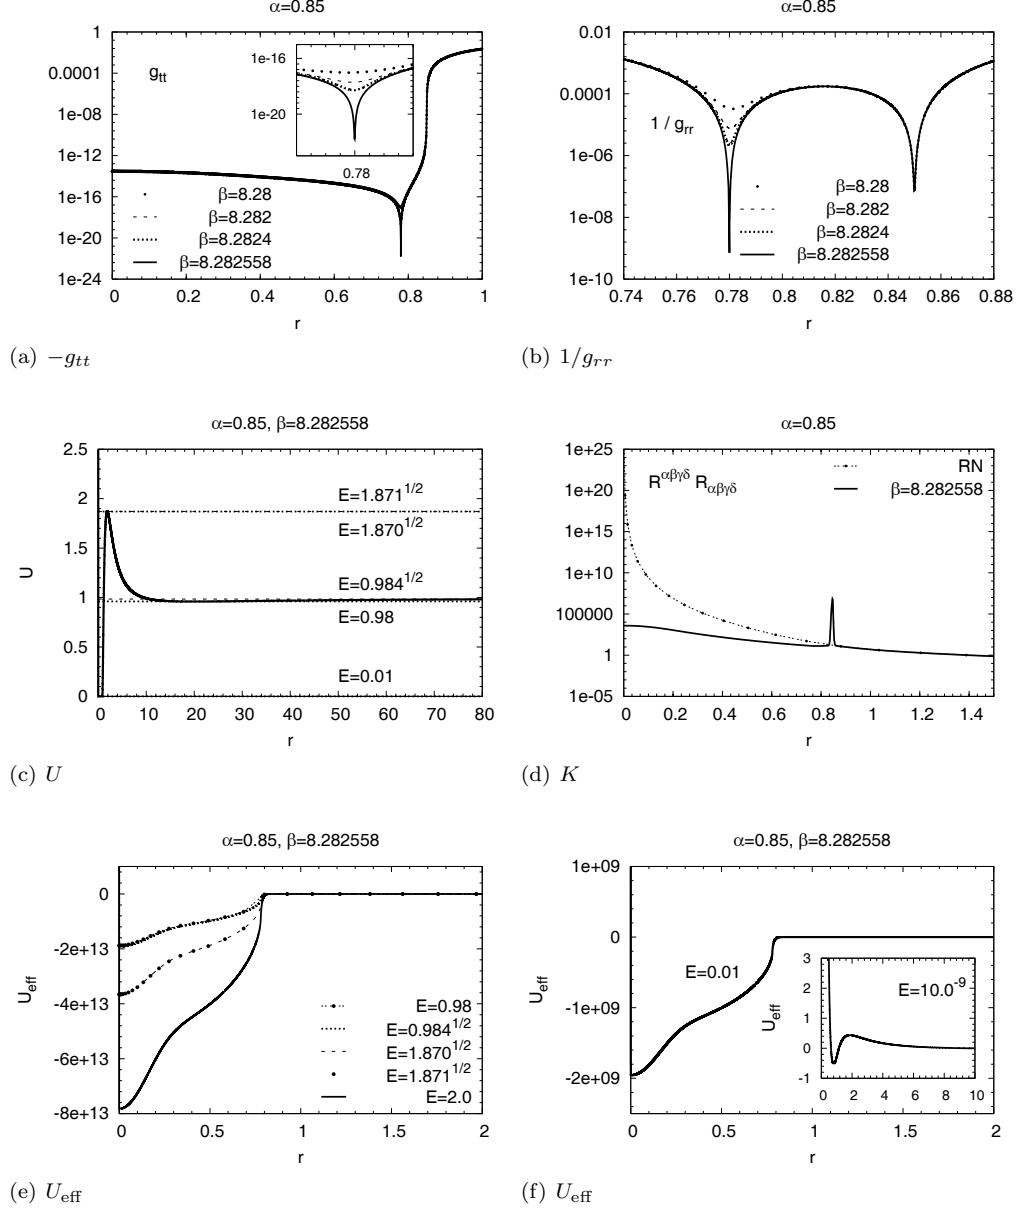 α=0.85
g_tt
1
0.0001
1e-08
1e-12
1e-16
1e-20
1e-24
1e-16
1e-20
0.78
β=8.28
β=8.282
β=8.2824
β=8.282558
0 0.2 0.4 0.6 0.8 1
r
(a) −g_tt
α=0.85
0.01
0.0001
1e-06
1e-08
1e-10
1 / g_rr
β=8.28
β=8.282
β=8.2824
β=8.282558
0.74 0.76 0.78 0.8 0.82 0.84 0.86 0.88
r
(b) 1/g_rr
α=0.85, β=8.282558
U
2.5
2
1.5
1
0.5
0
E=1.871^1/2
E=1.870^1/2
E=0.984^1/2
E=0.98
E=0.01
0 10 20 30 40 50 60 70 80
r
(c) U
α=0.85
1e+25
1e+20
1e+15
1e+10
100000
1
1e-05
R^αβγδ R_αβγδ
RN
β=8.282558
0 0.2 0.4 0.6 0.8 1 1.2 1.4
r
(d) K
α=0.85, β=8.282558
U_eff
0
-2e+13
-4e+13
-6e+13
-8e+13
E=0.98
E=0.984^1/2
E=1.870^1/2
E=1.871^1/2
E=2.0
0 0.5 1 1.5 2
r
(e) U_eff
α=0.85, β=8.282558
U_eff
1e+09
0
-1e+09
-2e+09
E=0.01
U_eff
3
2
1
0
-1
E=10.0^-9
0 2 4 6 8 10
0 0.5 1 1.5 2
r
(f) U_eff